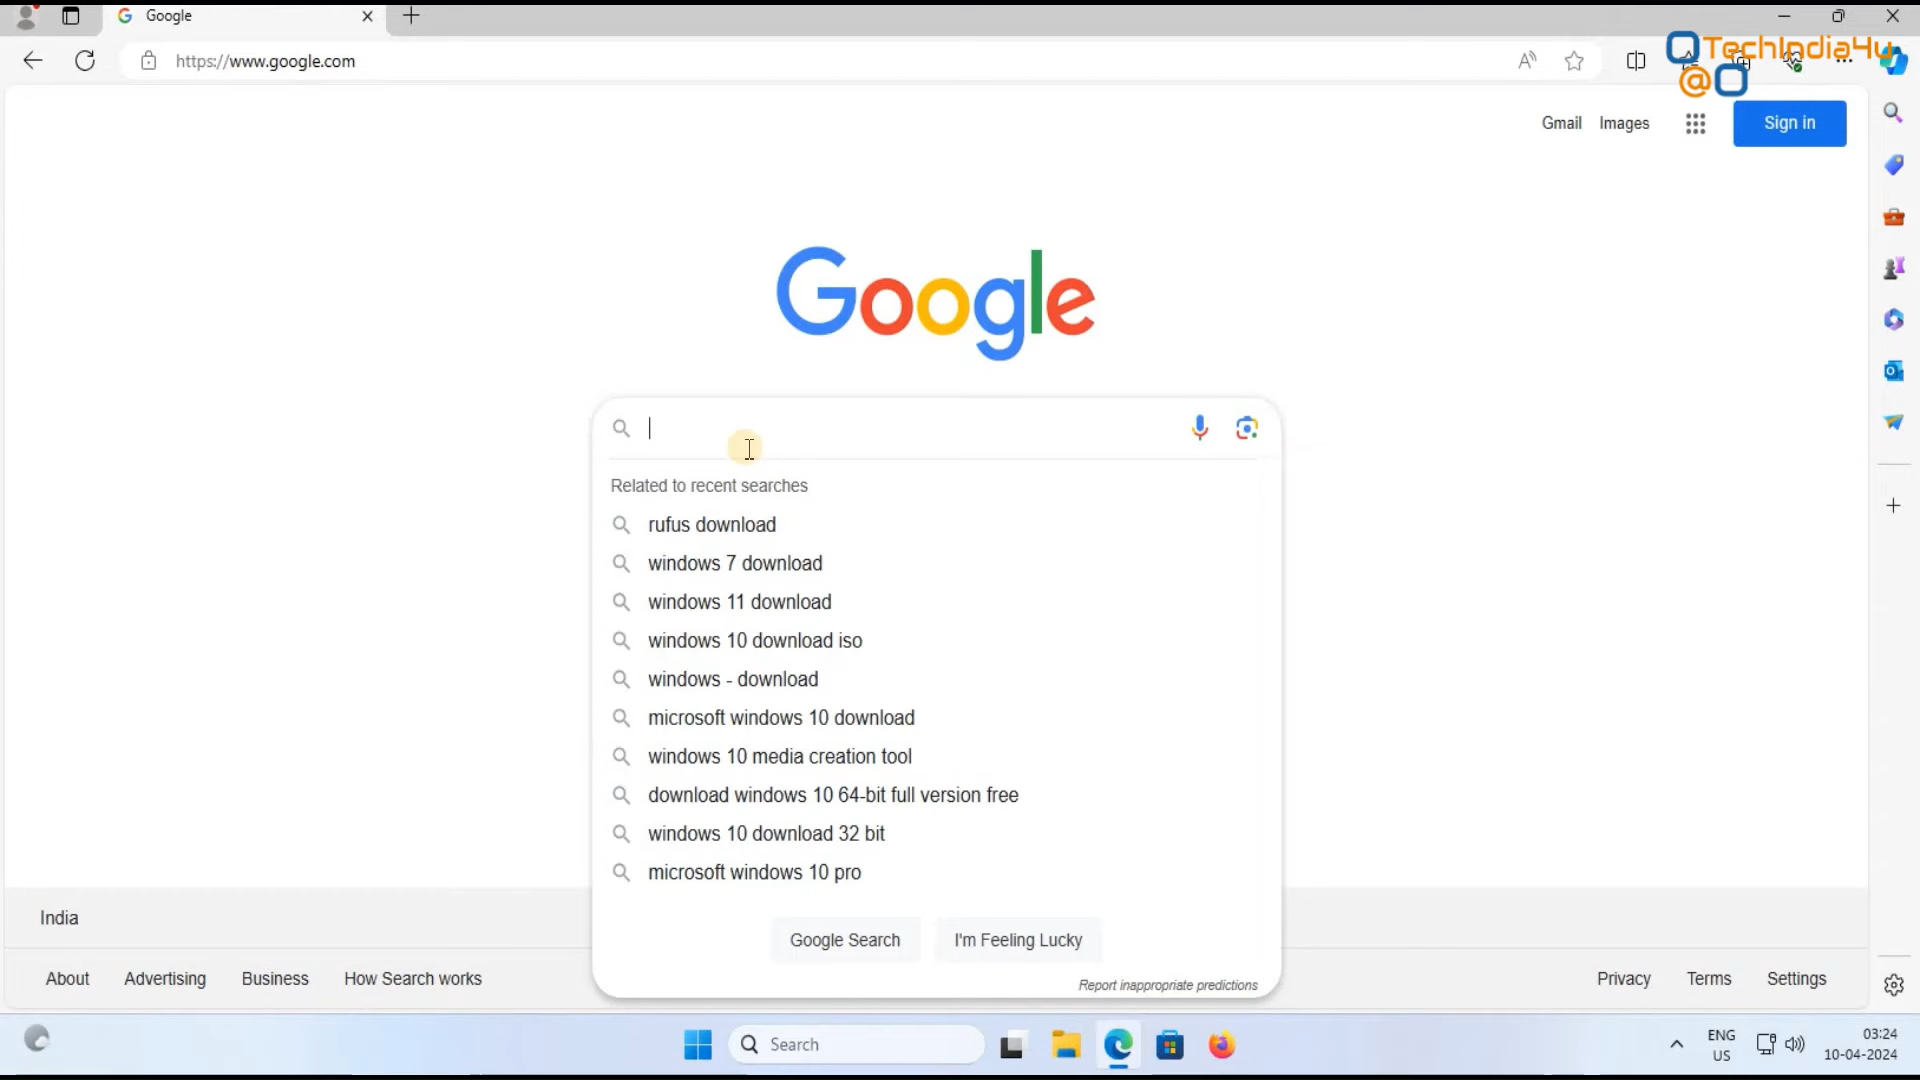 Google
https://www.google.com
TechIndia4u
@
Gmail Images Sign in
Google
Related to recent searches
rufus download
windows 7 download
windows 11 download
windows 10 download iso
windows - download
microsoft windows 10 download
windows 10 media creation tool
download windows 10 64-bit full version free
windows 10 download 32 bit
microsoft windows 10 pro
Google Search I'm Feeling Lucky
Report inappropriate predictions
India
About Advertising Business How Search works Privacy Terms Settings
Search
ENG
US
03:24
10-04-2024